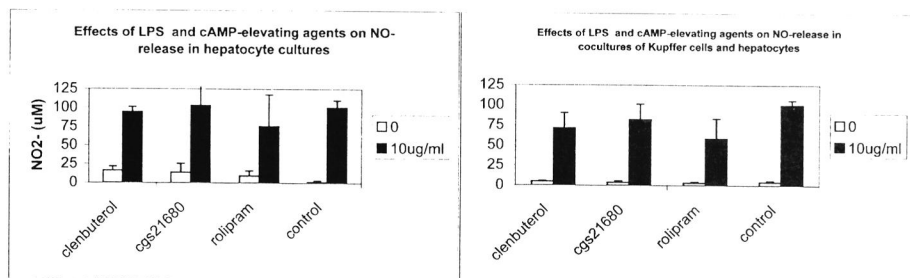 Effects of LPS and cAMP-elevating agents on NO-
release in hepatocyte cultures
NO2- (uM)
125
100
75
50
25
0
clenbuterol
cgs21680
rolipram
control
0
10ug/ml
Effects of LPS and cAMP-elevating agents on NO-release in
cocultures of Kupffer cells and hepatocytes
125
100
75
50
25
0
clenbuterol
cgs21680
rolipram
control
0
10ug/ml